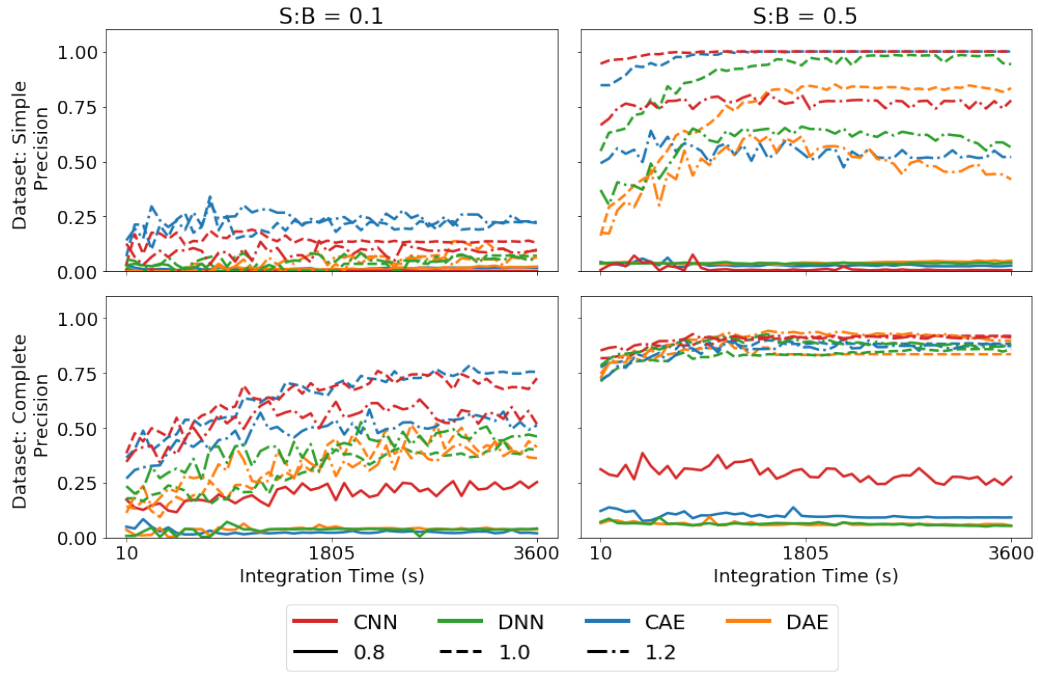 S:B = 0.1
S:B = 0.5
Dataset: Simple
Precision
1.00
0.75
0.50
0.25
0.00
Dataset: Complete
Precision
1.00
0.75
0.50
0.25
0.00
10 1805 3600
10 1805 3600
Integration Time (s)
Integration Time (s)
CNN DNN CAE DAE
0.8 1.0 1.2